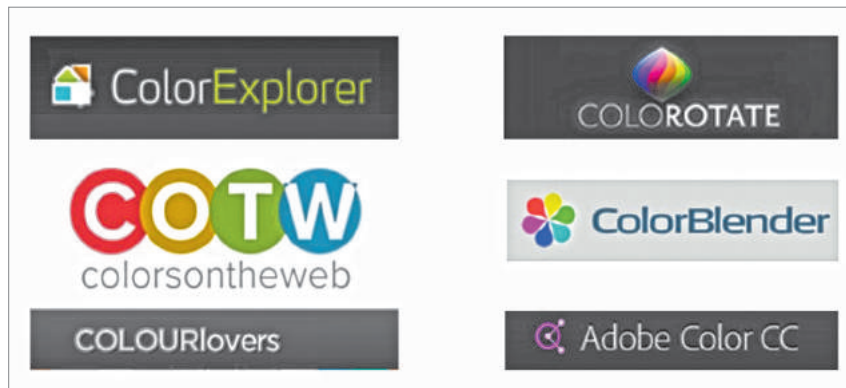 ColorExplorer
COLOROTATE
COTW
colorsontheweb
ColorBlender
COLOURlovers
Adobe Color CC